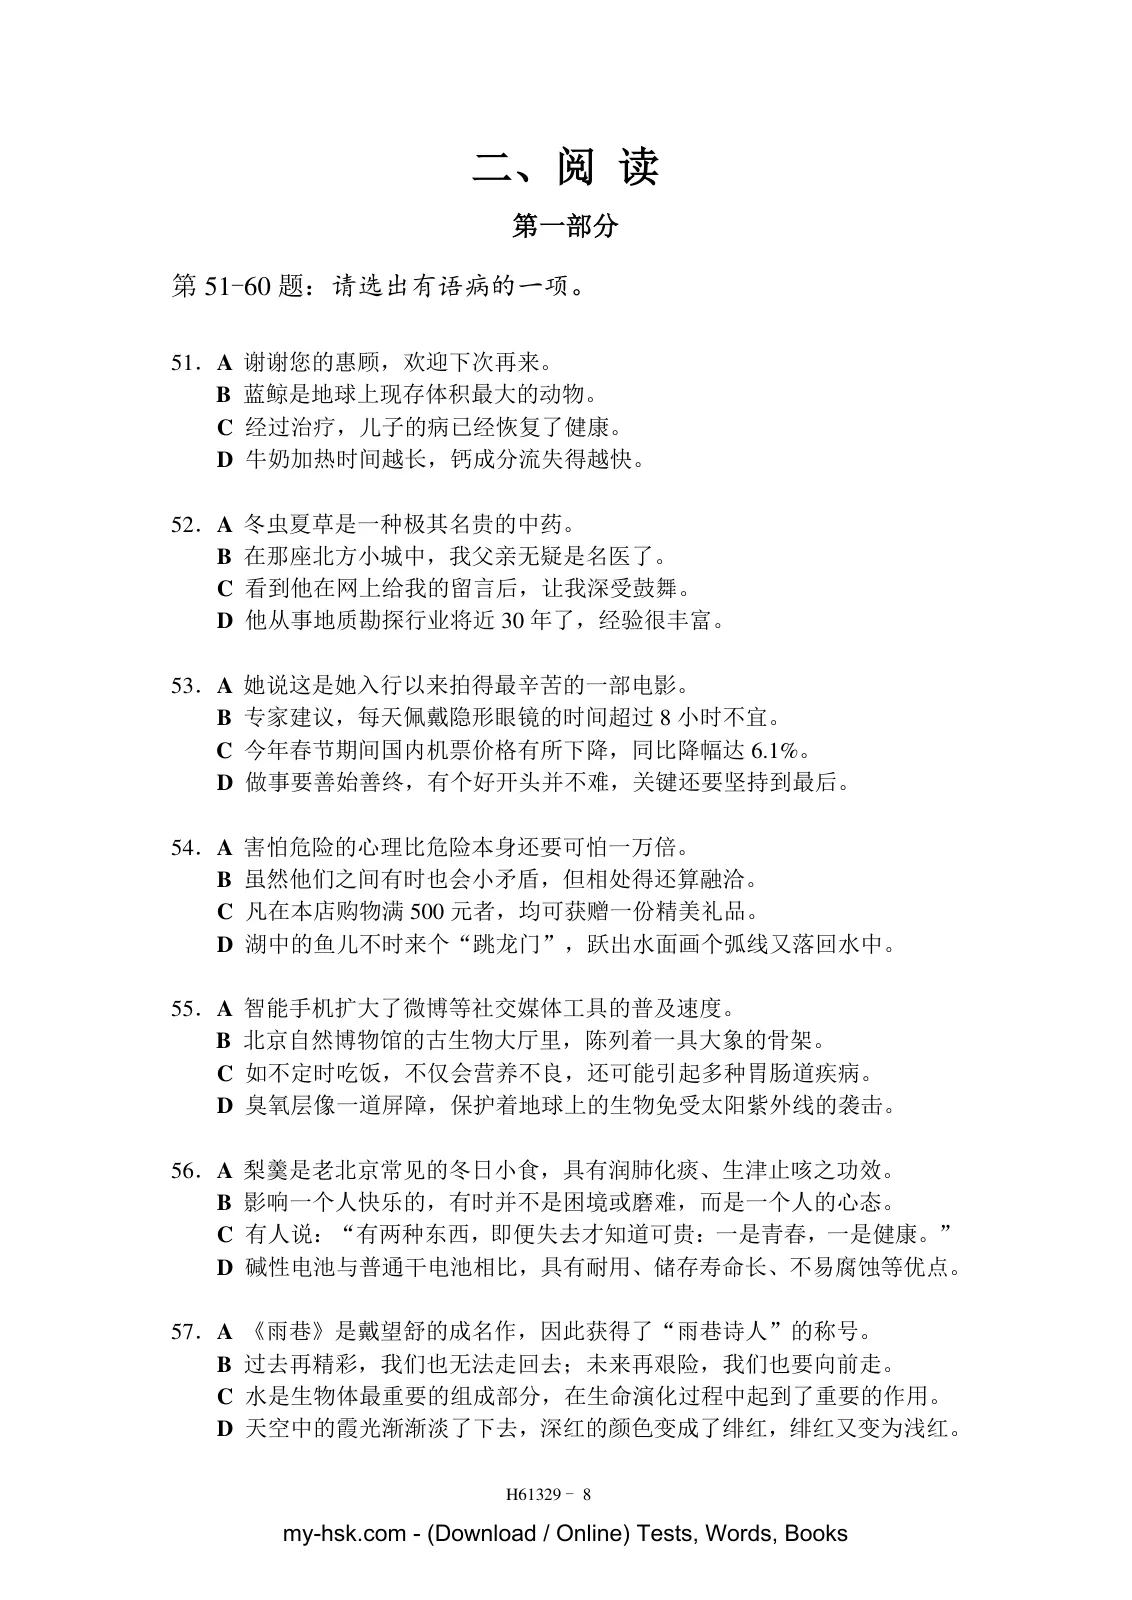 二、阅 读
第一部分
第 51-60 题：请选出有语病的一项。
51．A 谢谢您的惠顾，欢迎下次再来。
B 蓝鲸是地球上现存体积最大的动物。
C 经过治疗，儿子的病已经恢复了健康。
D 牛奶加热时间越长，钙成分流失得越快。
52．A 冬虫夏草是一种极其名贵的中药。
B 在那座北方小城中，我父亲无疑是名医了。
C 看到他在网上给我的留言后，让我深受鼓舞。
D 他从事地质勘探行业将近 30 年了，经验很丰富。
53．A 她说这是她入行以来拍得最辛苦的一部电影。
B 专家建议，每天佩戴隐形眼镜的时间超过 8 小时不宜。
C 今年春节期间国内机票价格有所下降，同比降幅达 6.1%。
D 做事要善始善终，有个好开头并不难，关键还要坚持到最后。
54．A 害怕危险的心理比危险本身还要可怕一万倍。
B 虽然他们之间有时也会小矛盾，但相处得还算融洽。
C 凡在本店购物满 500 元者，均可获赠一份精美礼品。
D 湖中的鱼儿不时来个“跳龙门”，跃出水面画个弧线又落回水中。
55．A 智能手机扩大了微博等社交媒体工具的普及速度。
B 北京自然博物馆的古生物大厅里，陈列着一具大象的骨架。
C 如不定时吃饭，不仅会营养不良，还可能引起多种胃肠道疾病。
D 臭氧层像一道屏障，保护着地球上的生物免受太阳紫外线的袭击。
56．A 梨羹是老北京常见的冬日小食，具有润肺化痰、生津止咳之功效。
B 影响一个人快乐的，有时并不是困境或磨难，而是一个人的心态。
C 有人说：“有两种东西，即便失去才知道可贵：一是青春，一是健康。”
D 碱性电池与普通干电池相比，具有耐用、储存寿命长、不易腐蚀等优点。
57．A 《雨巷》是戴望舒的成名作，因此获得了“雨巷诗人”的称号。
B 过去再精彩，我们也无法走回去；未来再艰险，我们也要向前走。
C 水是生物体最重要的组成部分，在生命演化过程中起到了重要的作用。
D 天空中的霞光渐渐淡了下去，深红的颜色变成了绯红，绯红又变为浅红。
H61329－ 8
my-hsk.com - (Download / Online) Tests, Words, Books